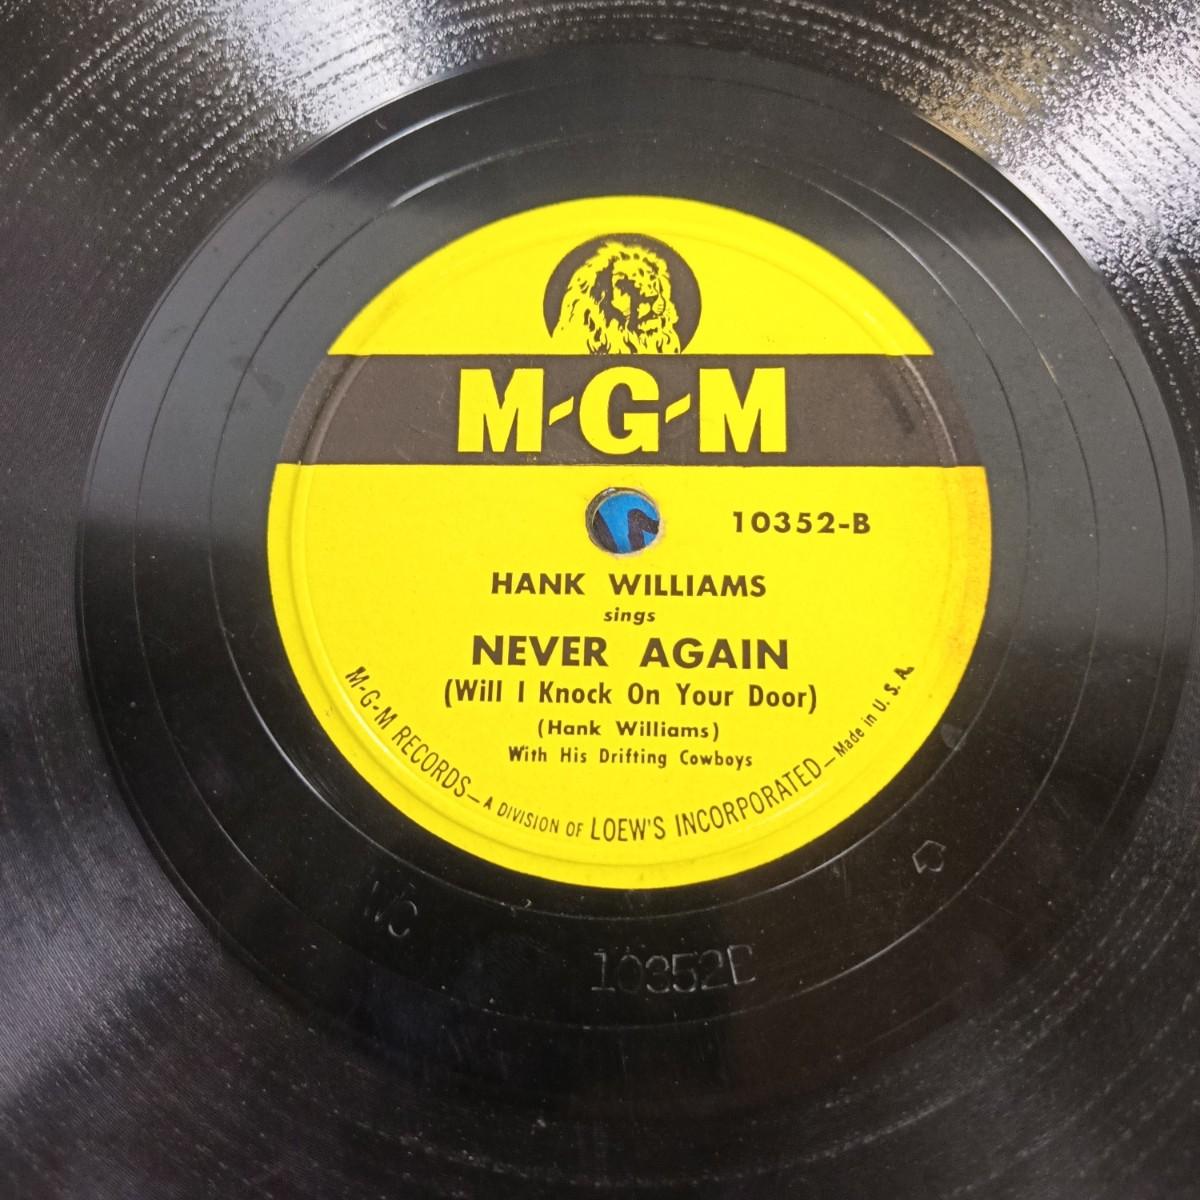 M-G-M
10352-B
HANK WILLIAMS
sings
NEVER AGAIN
(Will I Knock On Your Door)
(Hank Williams)
With His Drifting Cowboys
M-G-M RECORDS—A DIVISION OF LOEW'S INCORPORATED—Made in U. S. A.